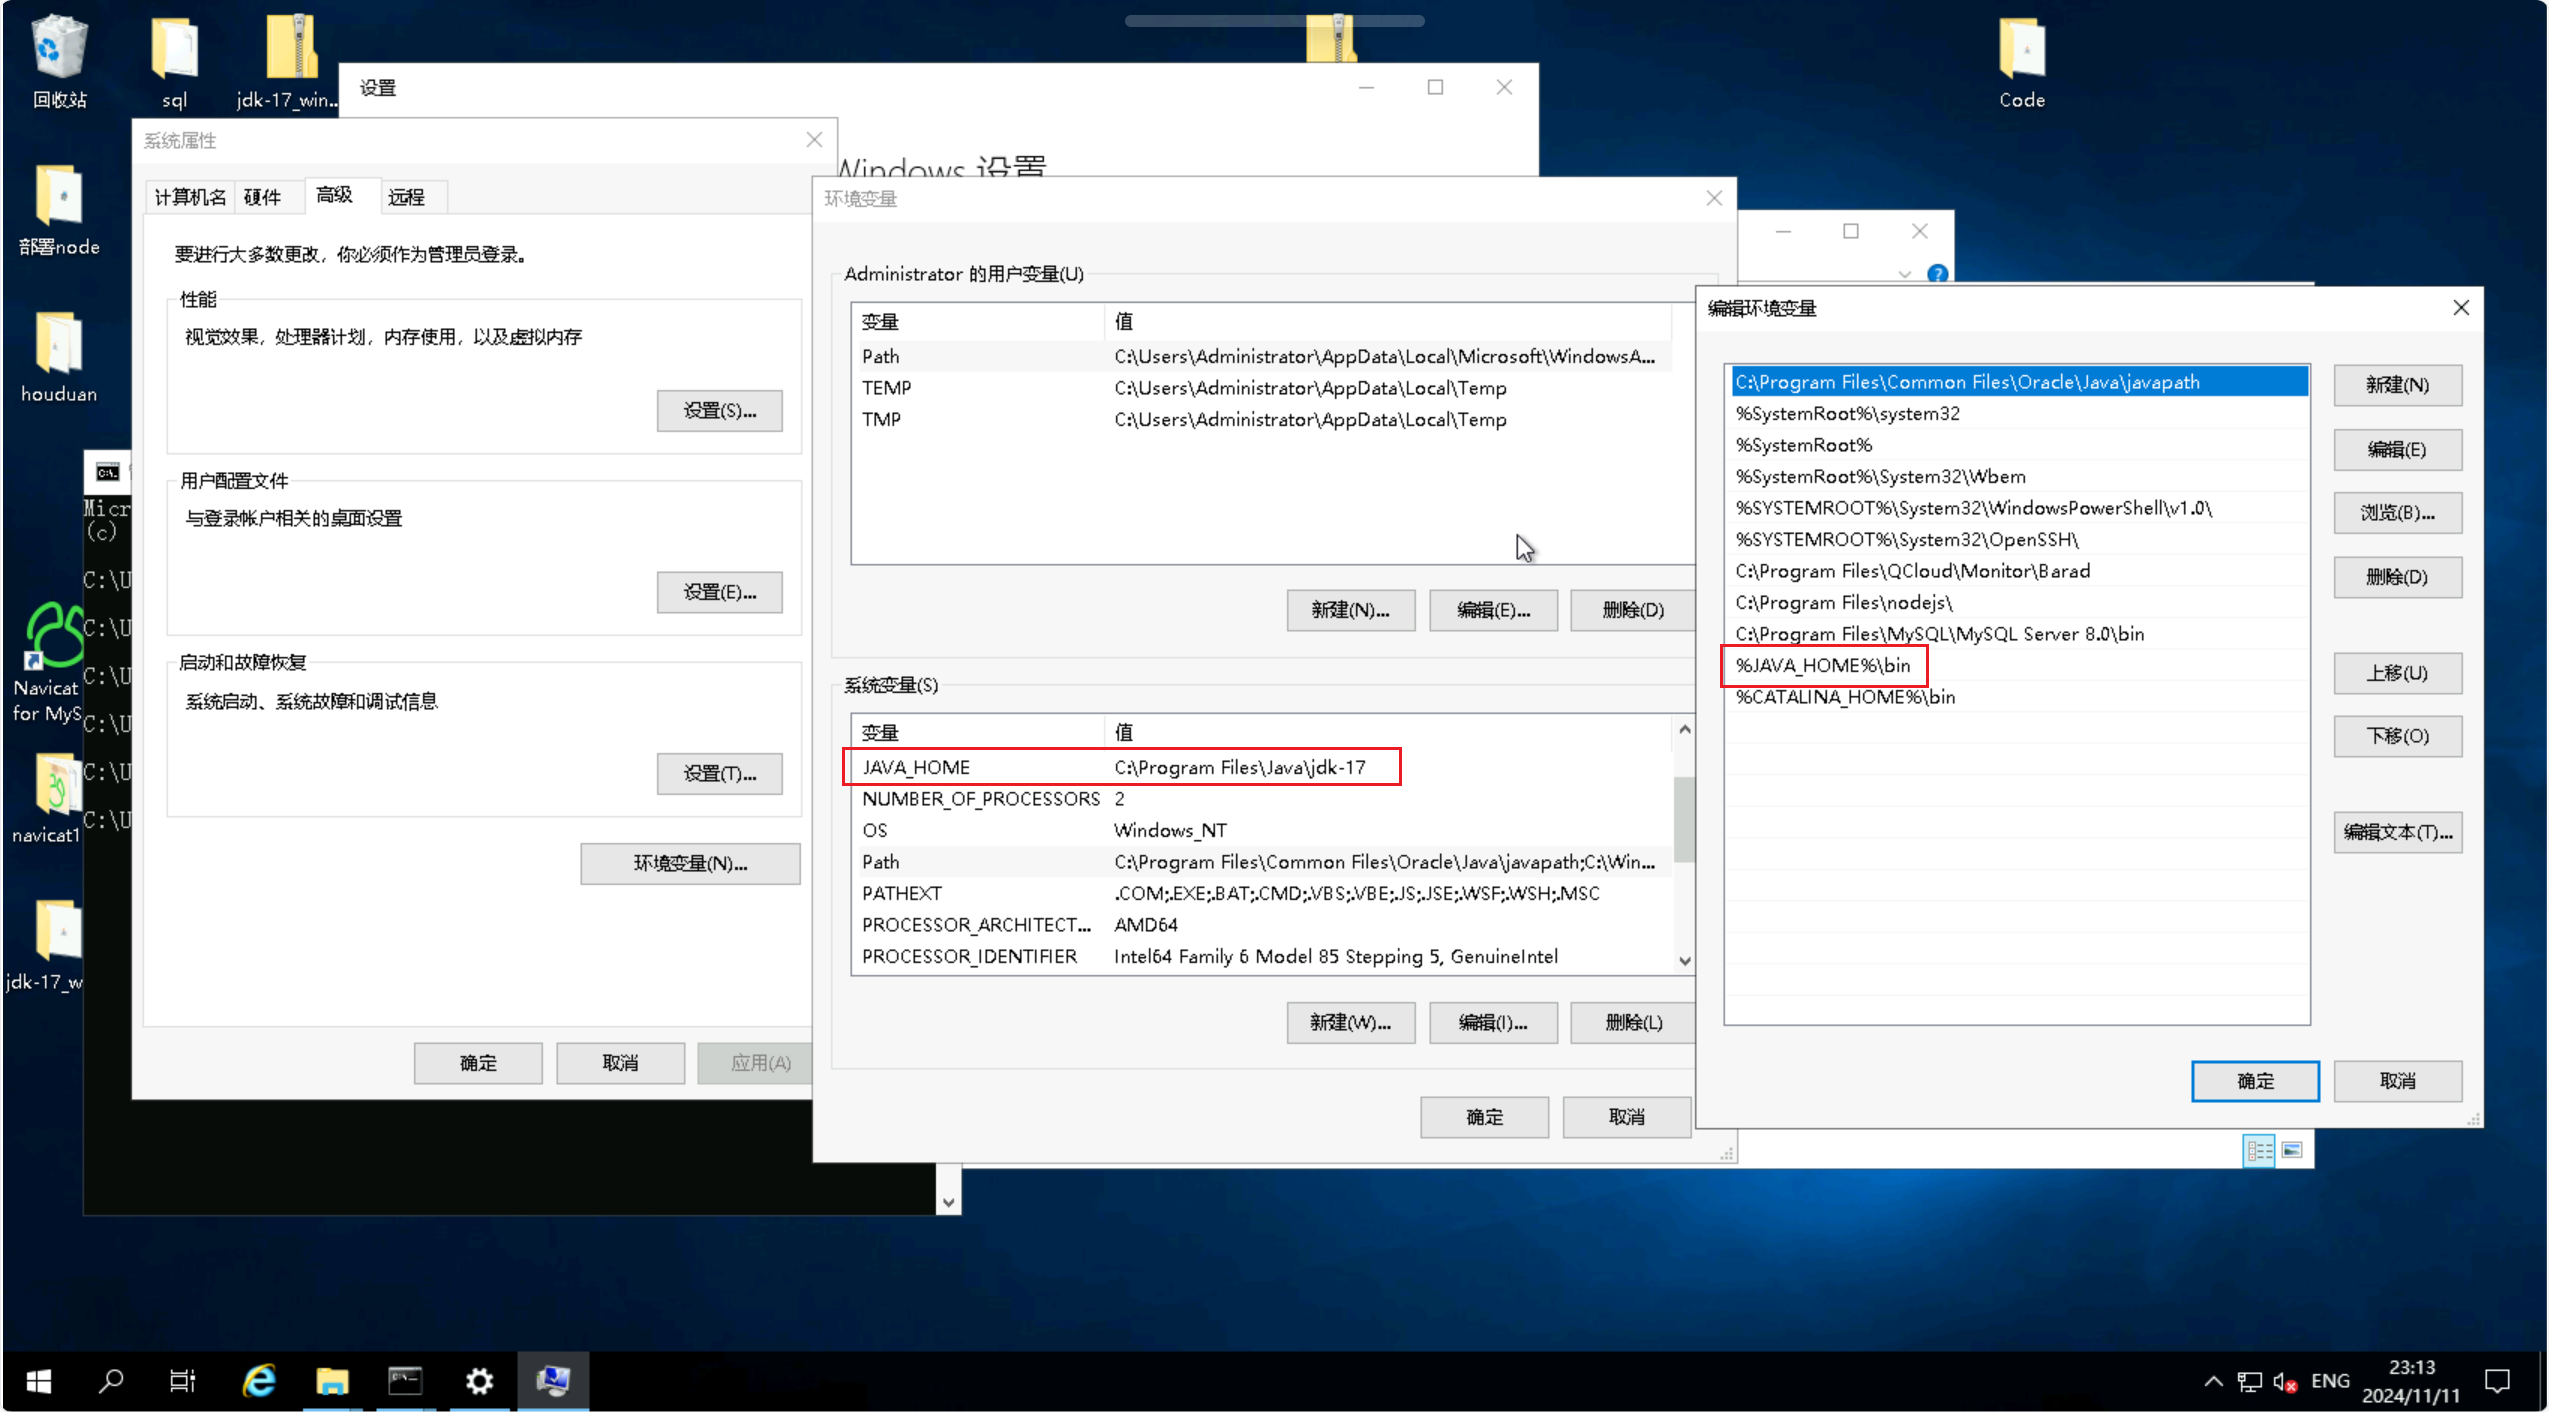 回收站
sql
jdk-17_win...
Code
部署node
houduan
Navicat
for MyS
navicat1
jdk-17_w
设置
Windows 设置
Micr
(c)
C:\U
C:\U
C:\U
C:\U
C:\U
C:\U
系统属性
计算机名 硬件 高级 远程
要进行大多数更改，你必须作为管理员登录。
性能
视觉效果，处理器计划，内存使用，以及虚拟内存
设置(S)...
用户配置文件
与登录帐户相关的桌面设置
设置(E)...
启动和故障恢复
系统启动、系统故障和调试信息
设置(T)...
环境变量(N)...
确定 取消 应用(A)
环境变量
Administrator 的用户变量(U)
变量 值
Path C:\Users\Administrator\AppData\Local\Microsoft\WindowsA...
TEMP C:\Users\Administrator\AppData\Local\Temp
TMP C:\Users\Administrator\AppData\Local\Temp
新建(N)... 编辑(E)... 删除(D)
系统变量(S)
变量 值
JAVA_HOME C:\Program Files\Java\jdk-17
NUMBER_OF_PROCESSORS 2
OS Windows_NT
Path C:\Program Files\Common Files\Oracle\Java\javapath;C:\Win...
PATHEXT .COM;.EXE;.BAT;.CMD;.VBS;.VBE;.JS;.JSE;.WSF;.WSH;.MSC
PROCESSOR_ARCHITECT... AMD64
PROCESSOR_IDENTIFIER Intel64 Family 6 Model 85 Stepping 5, GenuineIntel
新建(W)... 编辑(I)... 删除(L)
确定 取消
编辑环境变量
C:\Program Files\Common Files\Oracle\Java\javapath
%SystemRoot%\system32
%SystemRoot%
%SystemRoot%\System32\Wbem
%SYSTEMROOT%\System32\WindowsPowerShell\v1.0\
%SYSTEMROOT%\System32\OpenSSH\
C:\Program Files\QCloud\Monitor\Barad
C:\Program Files\nodejs\
C:\Program Files\MySQL\MySQL Server 8.0\bin
%JAVA_HOME%\bin
%CATALINA_HOME%\bin
新建(N)
编辑(E)
浏览(B)...
删除(D)
上移(U)
下移(O)
编辑文本(T)...
确定 取消
ENG
23:13
2024/11/11